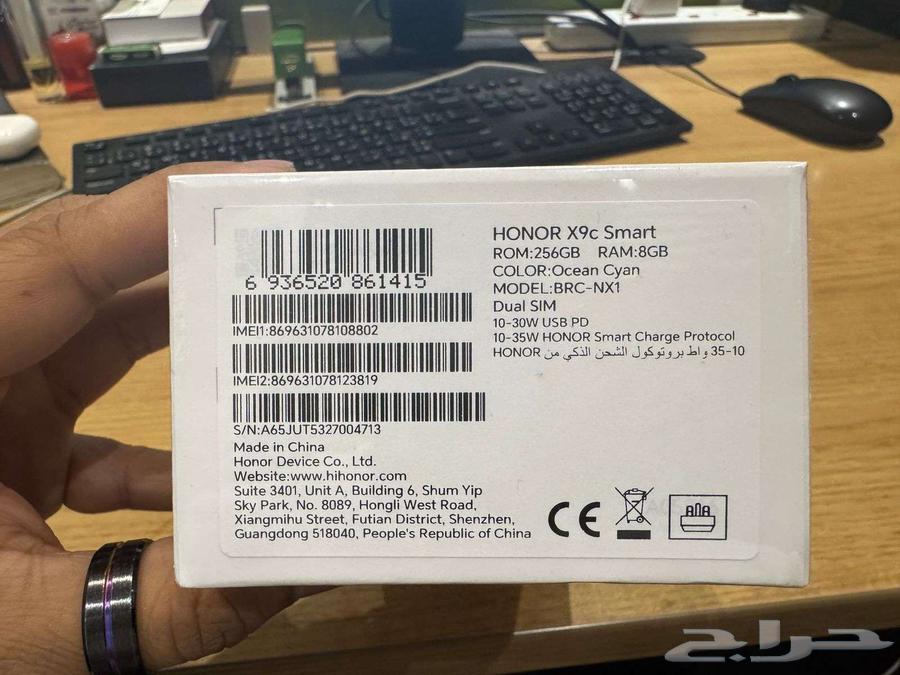 6 936520 861415
IMEI1:869631078108802
IMEI2:869631078123819
S/N:A65JUT5327004713
Made in China
Honor Device Co., Ltd.
Website:www.hihonor.com
Suite 3401, Unit A, Building 6, Shum Yip
Sky Park, No. 8089, Hongli West Road,
Xiangmihu Street, Futian District, Shenzhen,
Guangdong 518040, People's Republic of China
HONOR X9c Smart
ROM:256GB RAM:8GB
COLOR:Ocean Cyan
MODEL:BRC-NX1
Dual SIM
10-30W USB PD
10-35W HONOR Smart Charge Protocol
10-35 واط بروتوكول الشحن الذكي من HONOR
CE
حراج